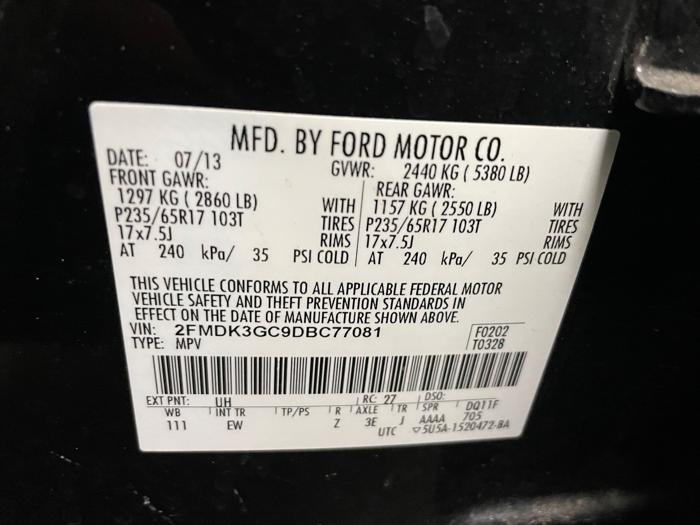 MFD. BY FORD MOTOR CO.
DATE: 07/13 GVWR: 2440 KG ( 5380 LB)
FRONT GAWR: REAR GAWR:
1297 KG ( 2860 LB) WITH 1157 KG ( 2550 LB) WITH
P235/65R17 103T TIRES P235/65R17 103T TIRES
17x7.5J RIMS 17x7.5J RIMS
AT 240 kPa/ 35 PSI COLD AT 240 kPa/ 35 PSI COLD
THIS VEHICLE CONFORMS TO ALL APPLICABLE FEDERAL MOTOR
VEHICLE SAFETY AND THEFT PREVENTION STANDARDS IN
EFFECT ON THE DATE OF MANUFACTURE SHOWN ABOVE.
VIN: 2FMDK3GC9DBC77081 F0202
TYPE: MPV T0328
EXT PNT: UH RC: 27 DSO:
WB INT TR TP/PS R AXLE TR SPR DQ11F
111 EW Z 3E J AAAA 705
UTC ▽5U5A-1520472-BA